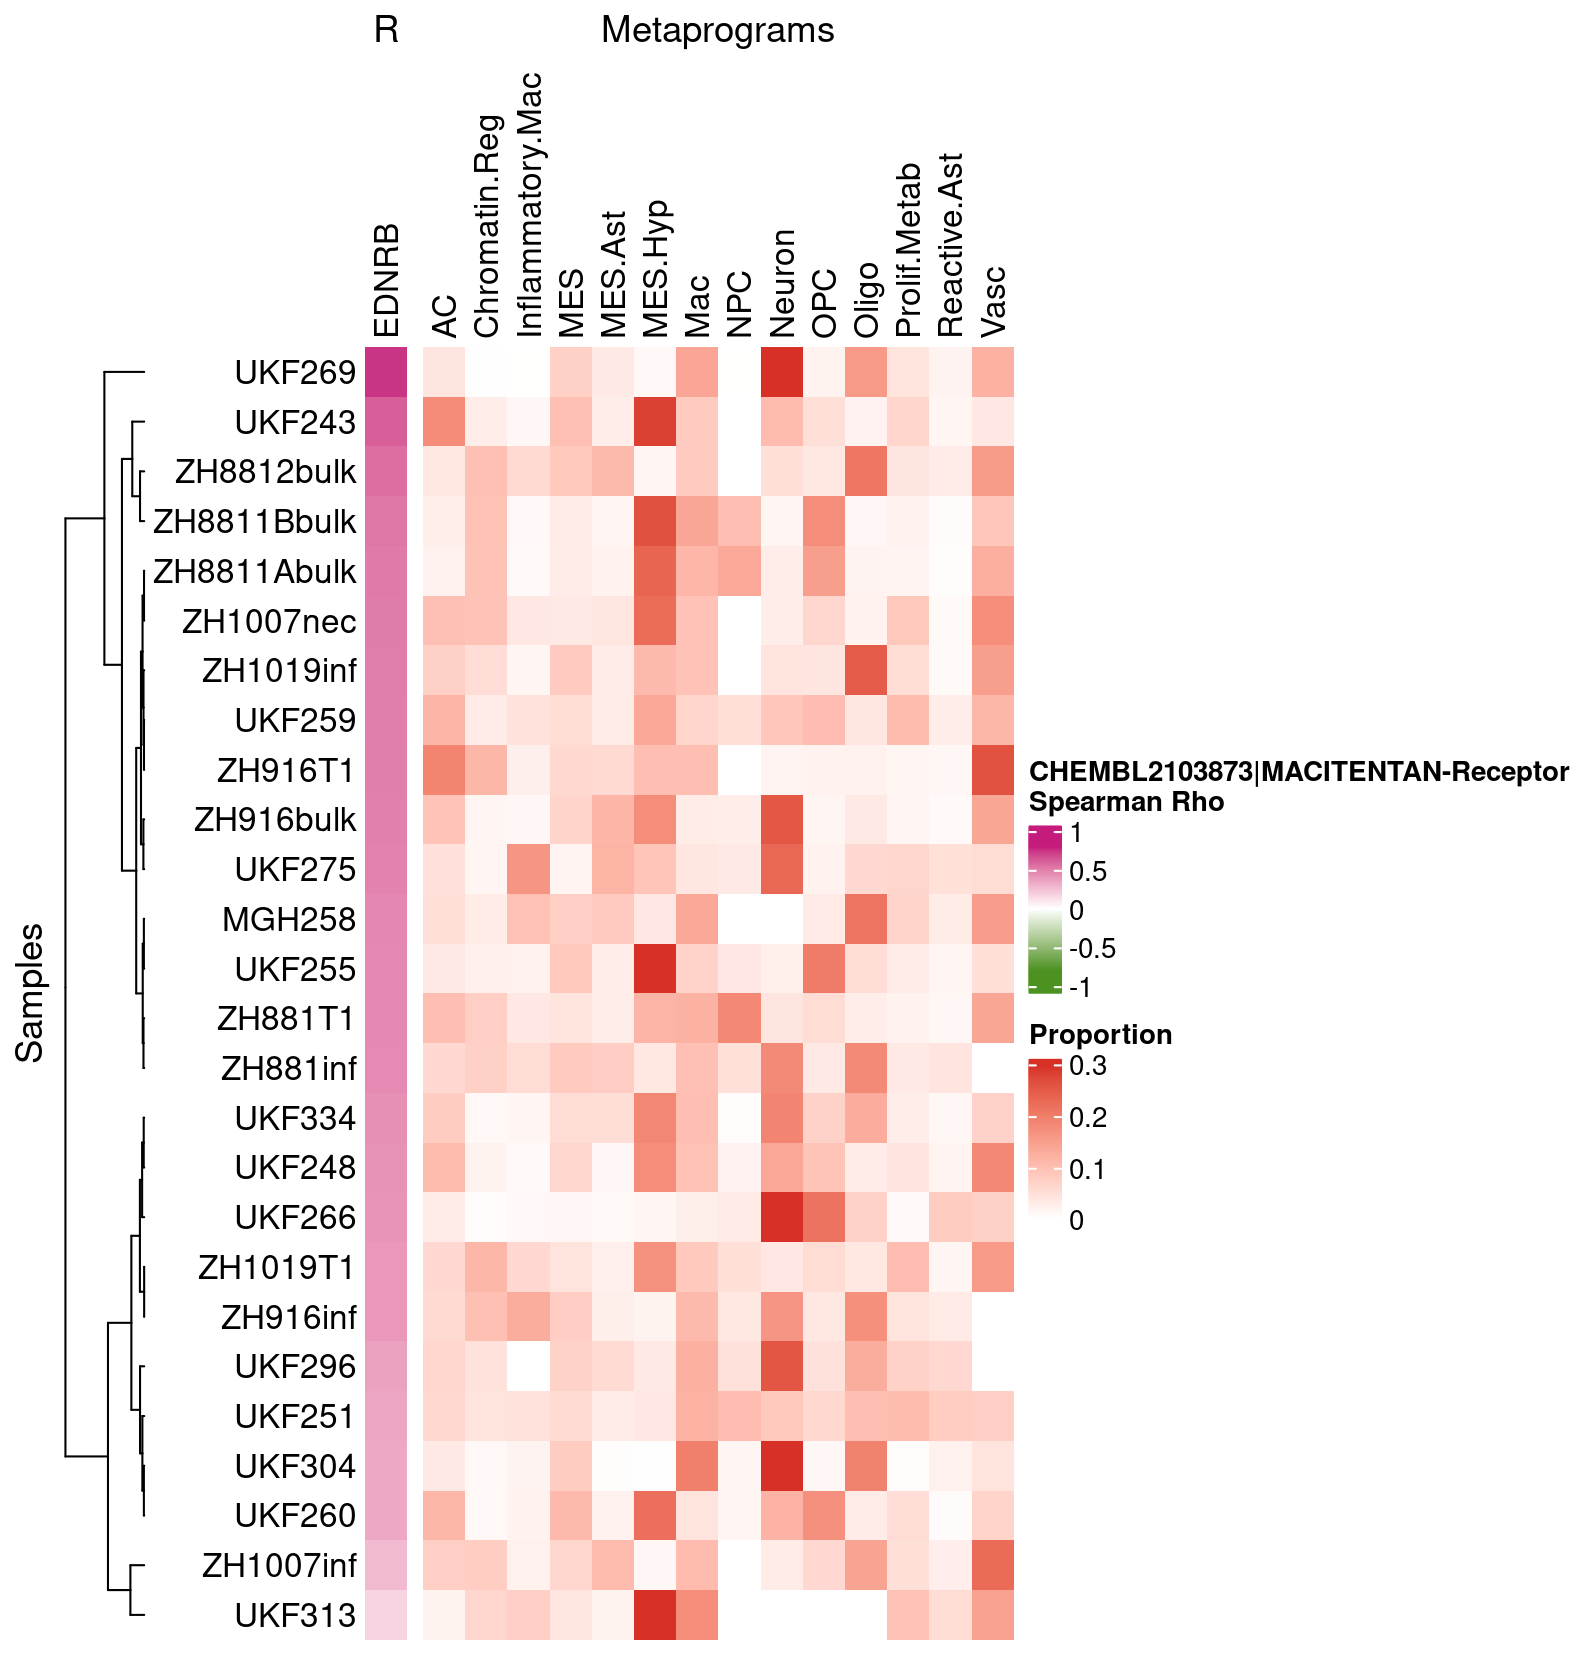 R
Metaprograms
EDNRB
AC
Chromatin.Reg
Inflammatory.Mac
MES
MES.Ast
MES.Hyp
Mac
NPC
Neuron
OPC
Oligo
Prolif.Metab
Reactive.Ast
Vasc
Samples
UKF269
UKF243
ZH8812bulk
ZH8811Bbulk
ZH8811Abulk
ZH1007nec
ZH1019inf
UKF259
ZH916T1
ZH916bulk
UKF275
MGH258
UKF255
ZH881T1
ZH881inf
UKF334
UKF248
UKF266
ZH1019T1
ZH916inf
UKF296
UKF251
UKF304
UKF260
ZH1007inf
UKF313
CHEMBL2103873|MACITENTAN-Receptor
Spearman Rho
1
0.5
0
-0.5
-1
Proportion
0.3
0.2
0.1
0